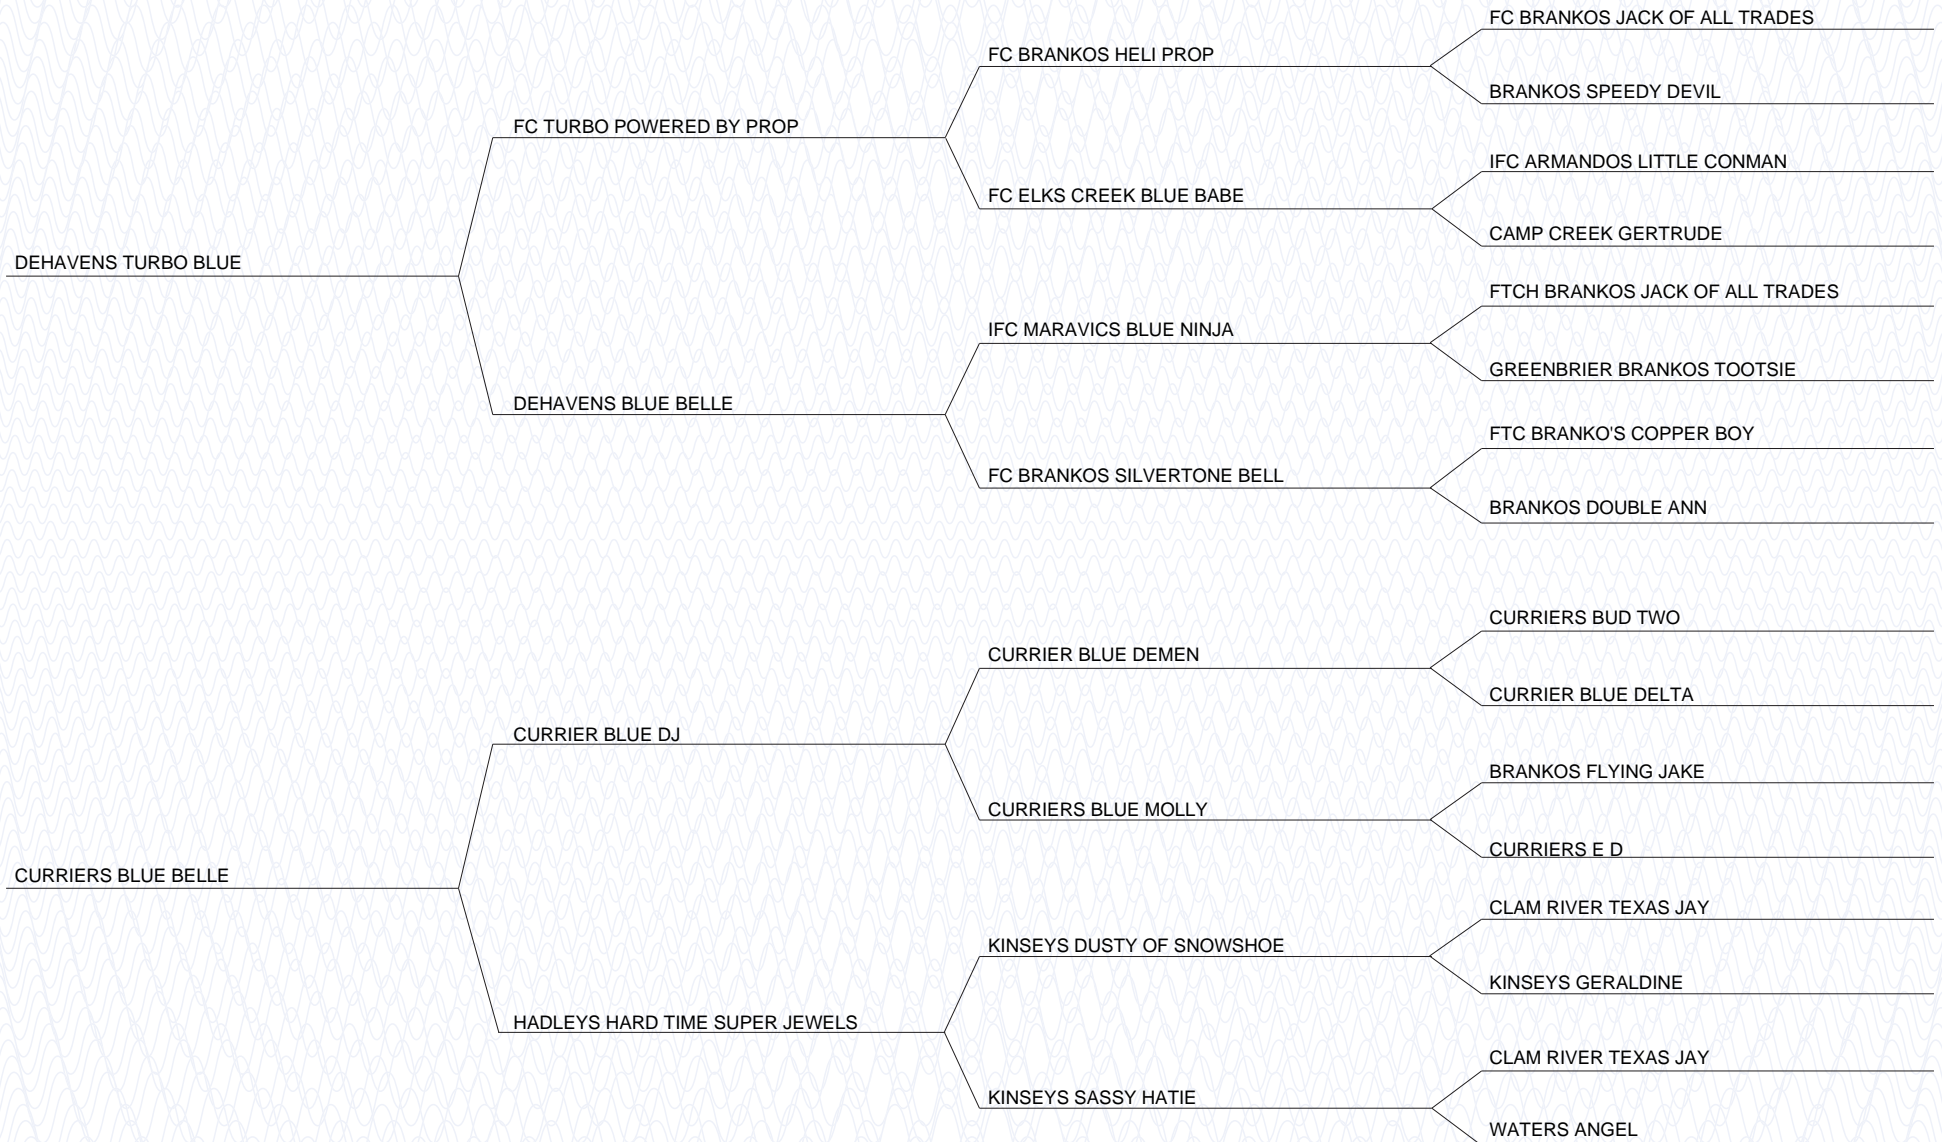 FC BRANKOS JACK OF ALL TRADES
FC BRANKOS HELI PROP
BRANKOS SPEEDY DEVIL
FC TURBO POWERED BY PROP
IFC ARMANDOS LITTLE CONMAN
FC ELKS CREEK BLUE BABE
CAMP CREEK GERTRUDE
DEHAVENS TURBO BLUE
FTCH BRANKOS JACK OF ALL TRADES
IFC MARAVICS BLUE NINJA
GREENBRIER BRANKOS TOOTSIE
DEHAVENS BLUE BELLE
FTC BRANKO'S COPPER BOY
FC BRANKOS SILVERTONE BELL
BRANKOS DOUBLE ANN
CURRIERS BUD TWO
CURRIER BLUE DEMEN
CURRIER BLUE DELTA
CURRIER BLUE DJ
BRANKOS FLYING JAKE
CURRIERS BLUE MOLLY
CURRIERS E D
CURRIERS BLUE BELLE
CLAM RIVER TEXAS JAY
KINSEYS DUSTY OF SNOWSHOE
KINSEYS GERALDINE
HADLEYS HARD TIME SUPER JEWELS
CLAM RIVER TEXAS JAY
KINSEYS SASSY HATIE
WATERS ANGEL